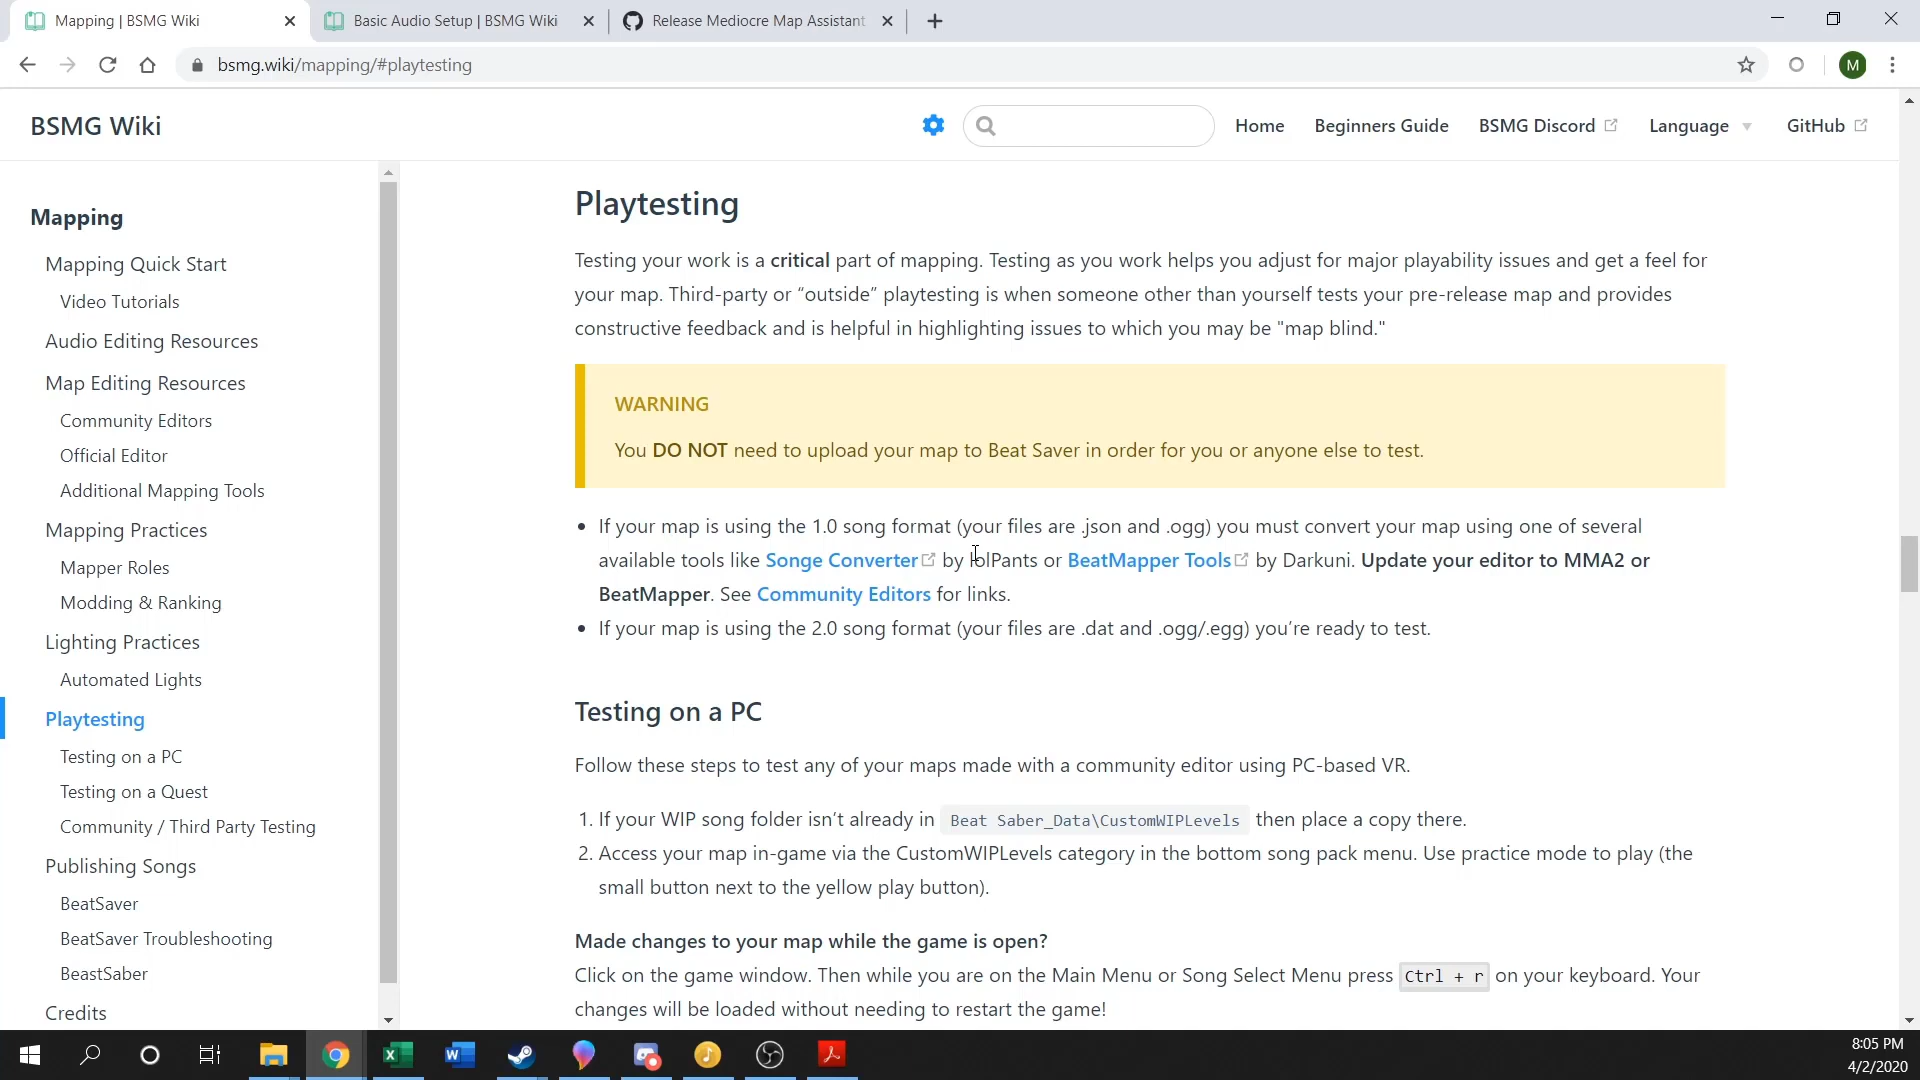 Mapping | BSMG Wiki
Basic Audio Setup | BSMG Wiki
Release Mediocre Map Assistant
bsmg.wiki/mapping/#playtesting
M
BSMG Wiki
Home
Beginners Guide
BSMG Discord
Language
GitHub
Mapping
Mapping Quick Start
Video Tutorials
Audio Editing Resources
Map Editing Resources
Community Editors
Official Editor
Additional Mapping Tools
Mapping Practices
Mapper Roles
Modding & Ranking
Lighting Practices
Automated Lights
Playtesting
Testing on a PC
Testing on a Quest
Community / Third Party Testing
Publishing Songs
BeatSaver
BeatSaver Troubleshooting
BeastSaber
Credits
Playtesting
Testing your work is a critical part of mapping. Testing as you work helps you adjust for major playability issues and get a feel for
your map. Third-party or “outside” playtesting is when someone other than yourself tests your pre-release map and provides
constructive feedback and is helpful in highlighting issues to which you may be "map blind."
WARNING
You DO NOT need to upload your map to Beat Saver in order for you or anyone else to test.
• If your map is using the 1.0 song format (your files are .json and .ogg) you must convert your map using one of several
available tools like Songe Converter by lolPants or BeatMapper Tools by Darkuni. Update your editor to MMA2 or
BeatMapper. See Community Editors for links.
• If your map is using the 2.0 song format (your files are .dat and .ogg/.egg) you’re ready to test.
Testing on a PC
Follow these steps to test any of your maps made with a community editor using PC-based VR.
1. If your WIP song folder isn’t already in Beat Saber_Data\CustomWIPLevels then place a copy there.
2. Access your map in-game via the CustomWIPLevels category in the bottom song pack menu. Use practice mode to play (the
small button next to the yellow play button).
Made changes to your map while the game is open?
Click on the game window. Then while you are on the Main Menu or Song Select Menu press Ctrl + r on your keyboard. Your
changes will be loaded without needing to restart the game!
8:05 PM
4/2/2020